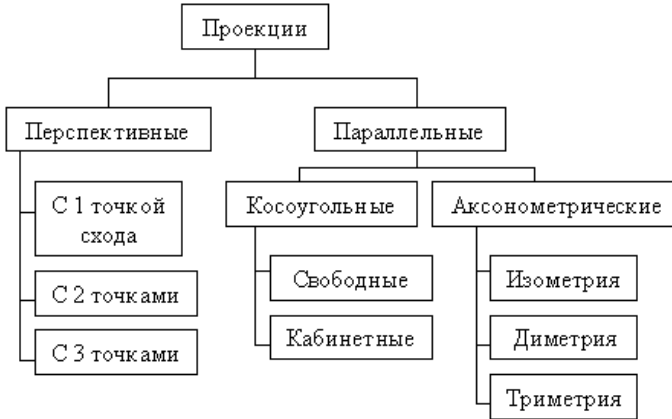 Проекции
Перспективные
Параллельные
С 1 точкой
схода
С 2 точками
С 3 точками
Косоугольные
Аксонометрические
Свободные
Кабинетные
Изометрия
Диметрия
Триметрия